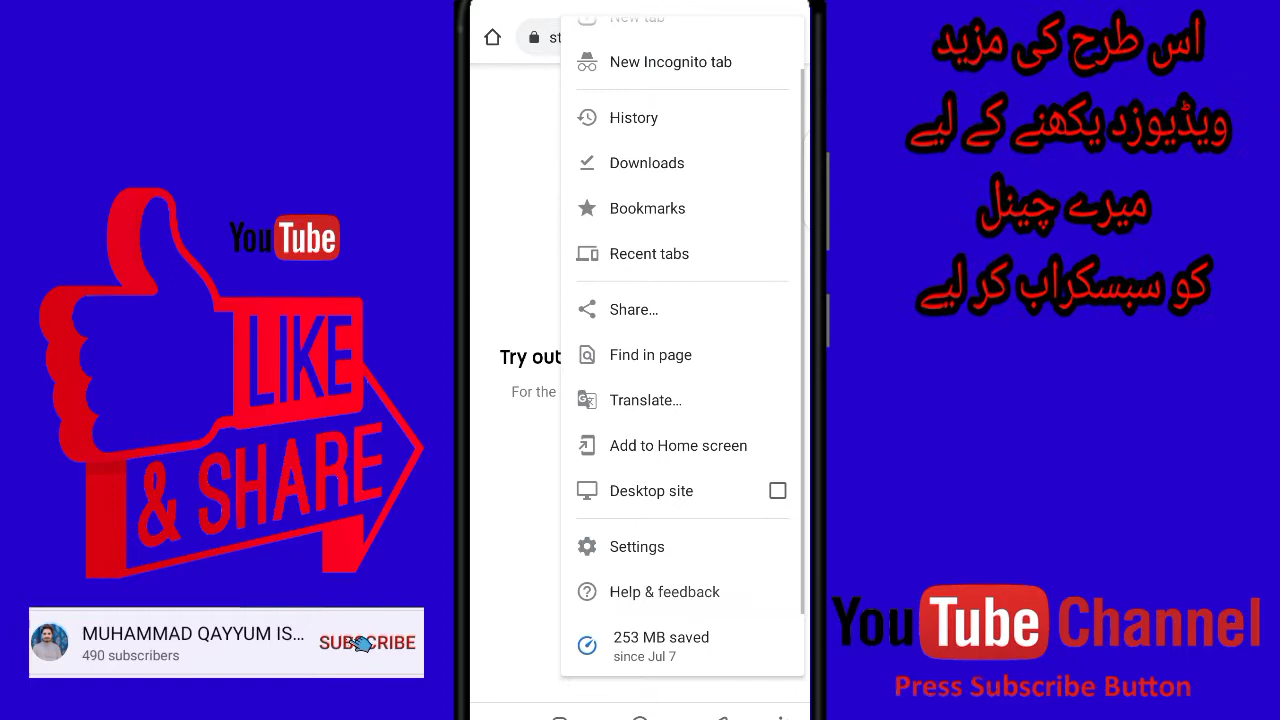 YouTube
LIKE
& SHARE
MUHAMMAD QAYYUM IS...
490 subscribers
SUBSCRIBE
st
New tab
New Incognito tab
History
Downloads
Bookmarks
Recent tabs
Share...
Find in page
Translate...
Add to Home screen
Desktop site
Settings
Help & feedback
253 MB saved
since Jul 7
Try out
For the
اس طرح کی مزید
ویڈیوزد یکھنے کے لیے
میرے چینل
کو سبسکراب کر لیے
YouTube Channel
Press Subscribe Button